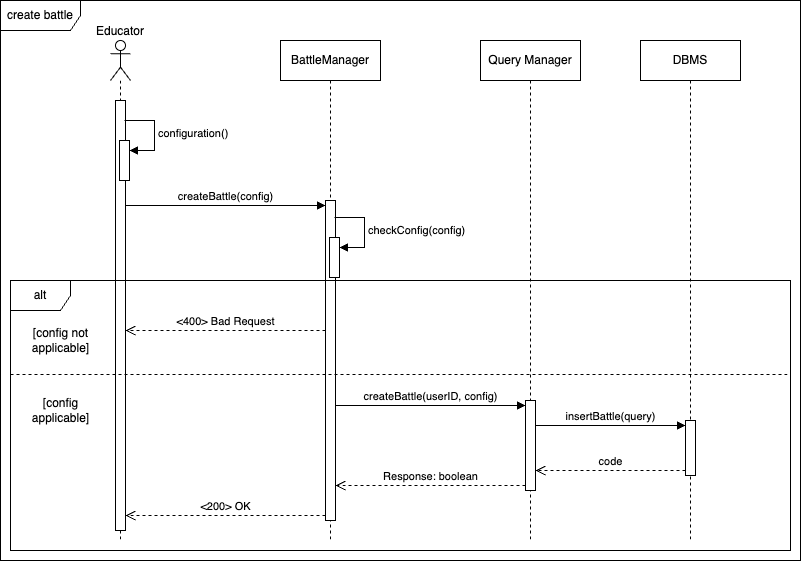 create battle
Educator
BattleManager
Query Manager
DBMS
configuration()
createBattle(config)
checkConfig(config)
alt
<400> Bad Request
[config not
applicable]
createBattle(userID, config)
[config
applicable]
insertBattle(query)
code
Response: boolean
<200> OK